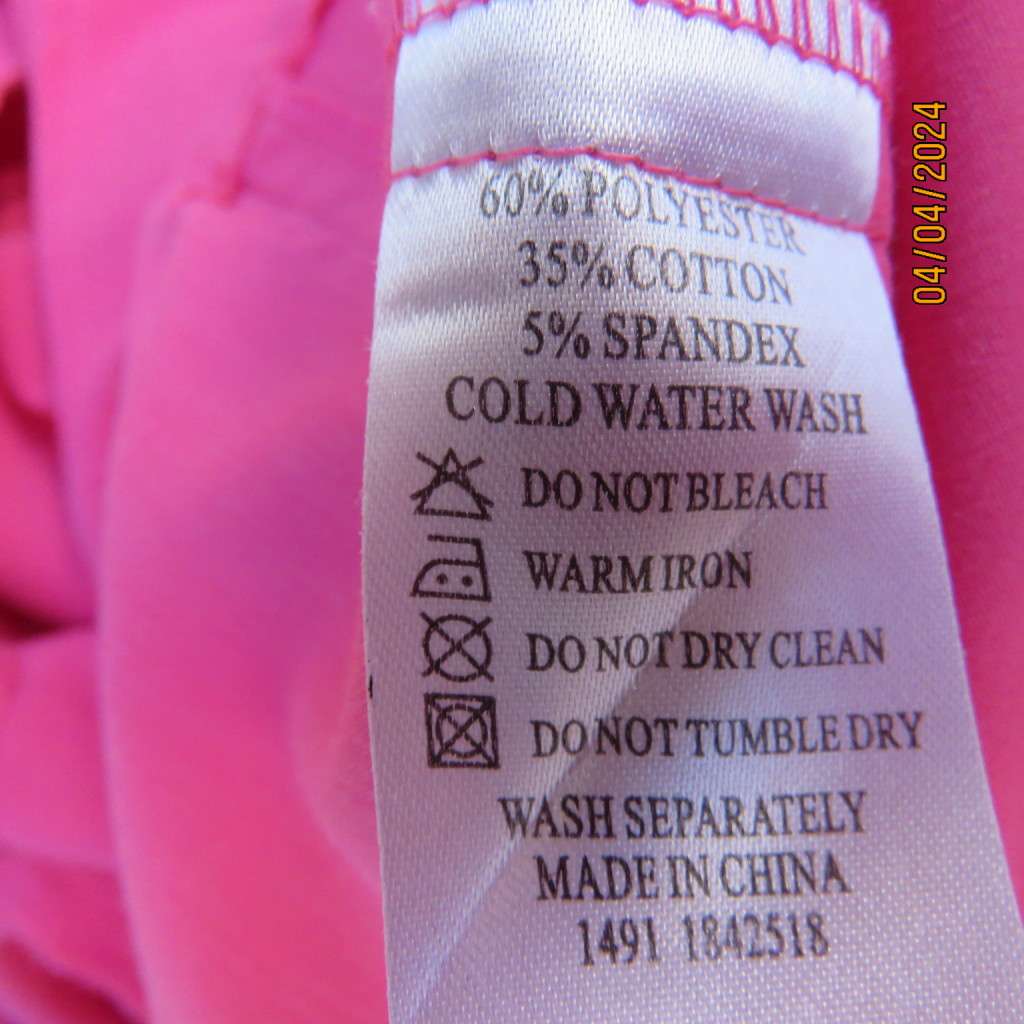 60% POLYESTER
35% COTTON
5% SPANDEX
COLD WATER WASH
DO NOT BLEACH
WARM IRON
DO NOT DRY CLEAN
DO NOT TUMBLE DRY
WASH SEPARATELY
MADE IN CHINA
1491 1842518
04/04/2024